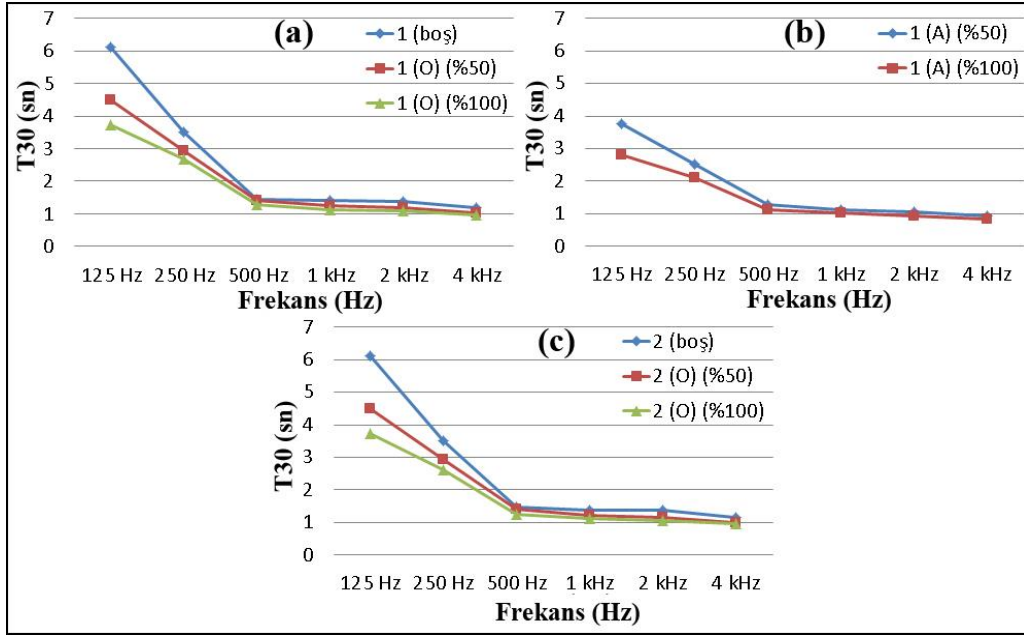 (a)
T30 (sn)
7
6
5
4
3
2
1
0
1 (boş)
1 (O) (%50)
1 (O) (%100)
125 Hz 250 Hz 500 Hz 1 kHz 2 kHz 4 kHz
Frekans (Hz)
(b)
T30 (sn)
7
6
5
4
3
2
1
0
1 (A) (%50)
1 (A) (%100)
125 Hz 250 Hz 500 Hz 1 kHz 2 kHz 4 kHz
Frekans (Hz)
(c)
T30 (sn)
7
6
5
4
3
2
1
0
2 (boş)
2 (O) (%50)
2 (O) (%100)
125 Hz 250 Hz 500 Hz 1 kHz 2 kHz 4 kHz
Frekans (Hz)